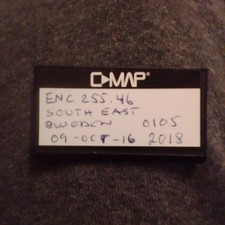 C-MAP®
ENC 255.46
SOUTH EAST
SWEDEN 0105
09-OCT-16 2018